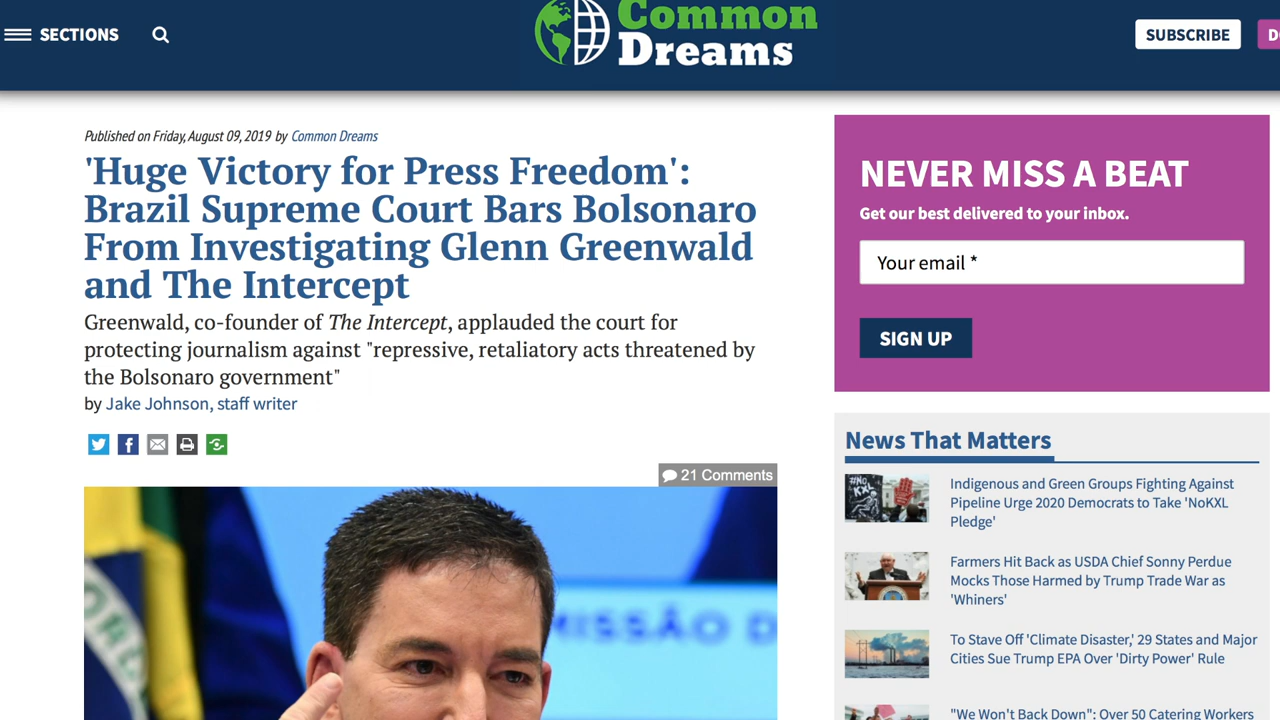 SECTIONS
Common
Dreams
SUBSCRIBE
Published on Friday, August 09, 2019 by Common Dreams
'Huge Victory for Press Freedom':
Brazil Supreme Court Bars Bolsonaro
From Investigating Glenn Greenwald
and The Intercept
Greenwald, co-founder of The Intercept, applauded the court for
protecting journalism against "repressive, retaliatory acts threatened by
the Bolsonaro government"
by Jake Johnson, staff writer
21 Comments
MISSÃO D
NEVER MISS A BEAT
Get our best delivered to your inbox.
Your email *
SIGN UP
News That Matters
#NO
KXL
Indigenous and Green Groups Fighting Against
Pipeline Urge 2020 Democrats to Take 'NoKXL
Pledge'
Farmers Hit Back as USDA Chief Sonny Perdue
Mocks Those Harmed by Trump Trade War as
'Whiners'
To Stave Off 'Climate Disaster,' 29 States and Major
Cities Sue Trump EPA Over 'Dirty Power' Rule
"We Won't Back Down": Over 50 Catering Workers